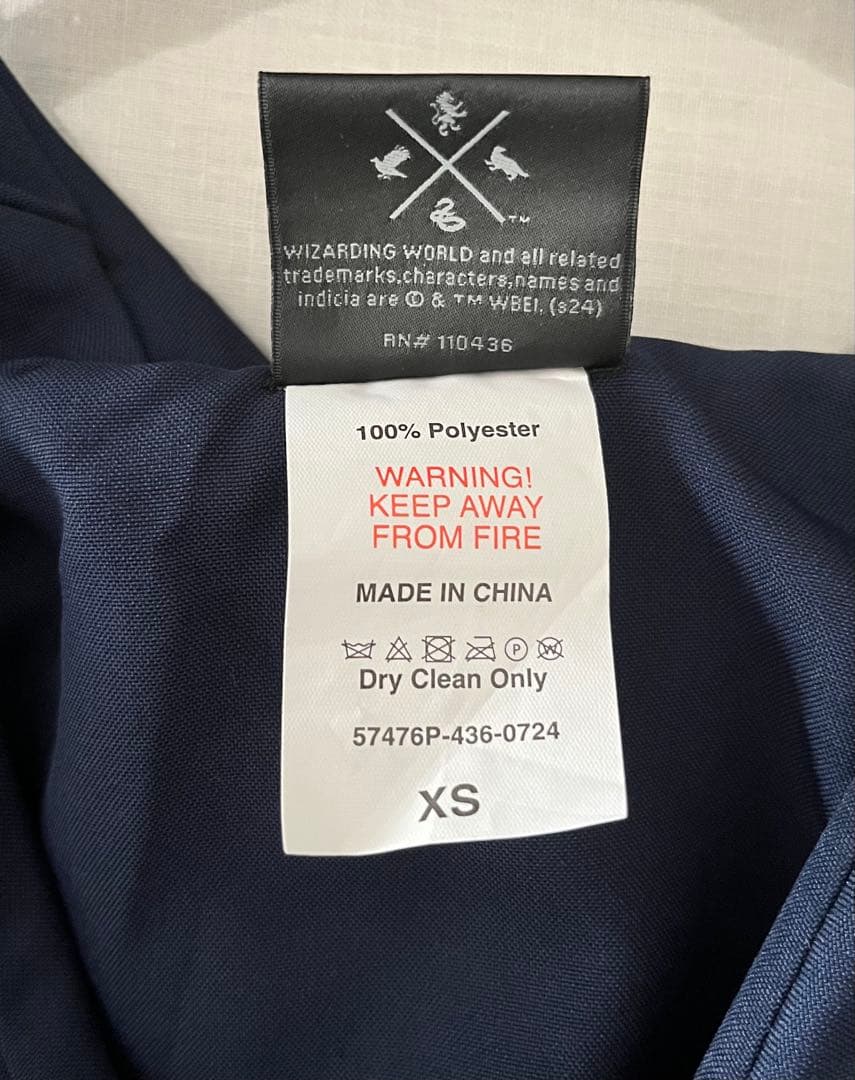 TM
WIZARDING WORLD and all related
trademarks,characters,names and
indicia are © & ™ WBEI. (s24)
RN# 110436
100% Polyester
WARNING!
KEEP AWAY
FROM FIRE
MADE IN CHINA
P W
Dry Clean Only
57476P-436-0724
XS